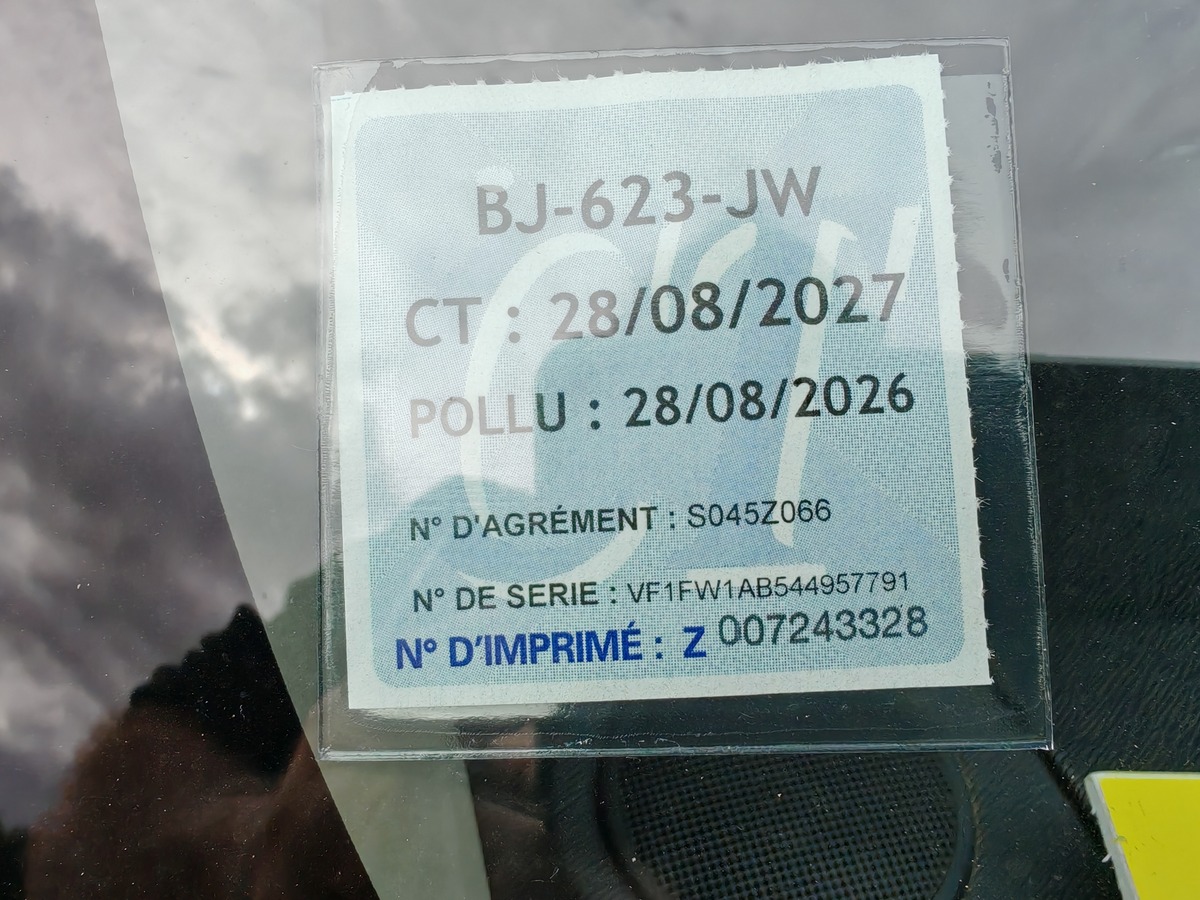 BJ-623-JW
CT : 28/08/2027
POLLU : 28/08/2026
N° D'AGRÉMENT : S045Z066
N° DE SERIE : VF1FW1AB544957791
N° D'IMPRIMÉ : Z 007243328